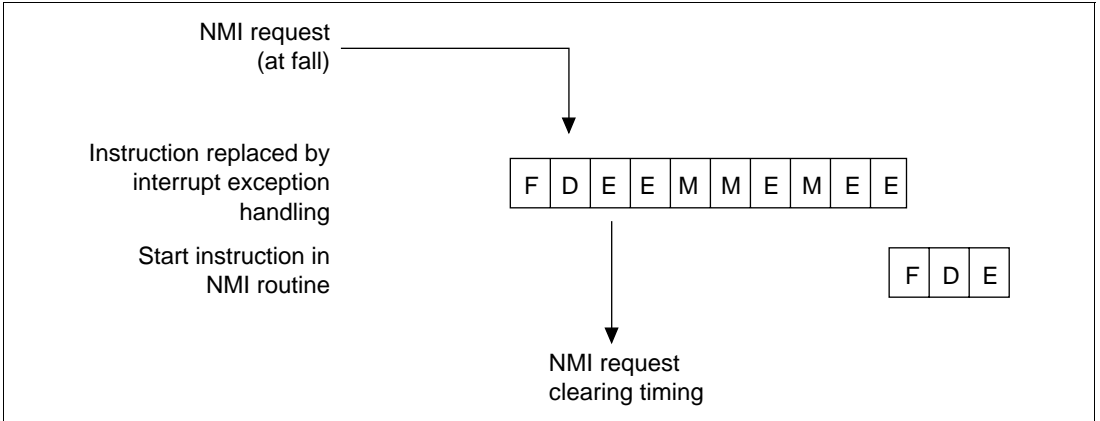 NMI request
(at fall)
Instruction replaced by
interrupt exception
handling
F D E E M M E M E E
Start instruction in
NMI routine
F D E
NMI request
clearing timing